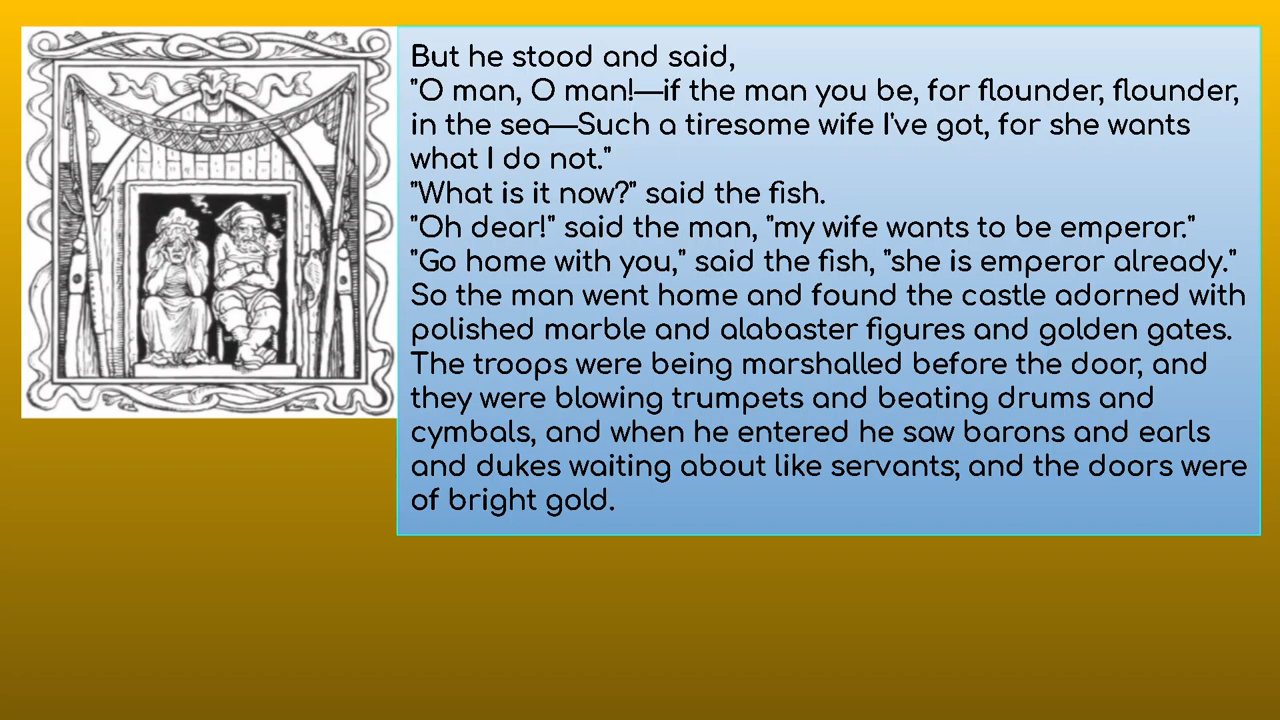 But he stood and said,
"O man, O man!—if the man you be, for flounder, flounder,
in the sea—Such a tiresome wife I've got, for she wants
what I do not."
"What is it now?" said the fish.
"Oh dear!" said the man, "my wife wants to be emperor."
"Go home with you," said the fish, "she is emperor already."
So the man went home and found the castle adorned with
polished marble and alabaster figures and golden gates.
The troops were being marshalled before the door, and
they were blowing trumpets and beating drums and
cymbals, and when he entered he saw barons and earls
and dukes waiting about like servants; and the doors were
of bright gold.